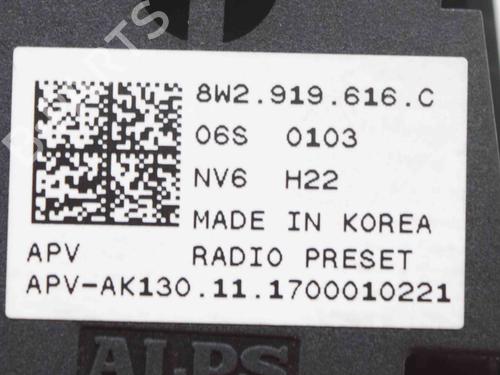 8W2.919.616.C
06S 0103
NV6 H22
MADE IN KOREA
APV RADIO PRESET
APV-AK130.11.1700010221
ALPS